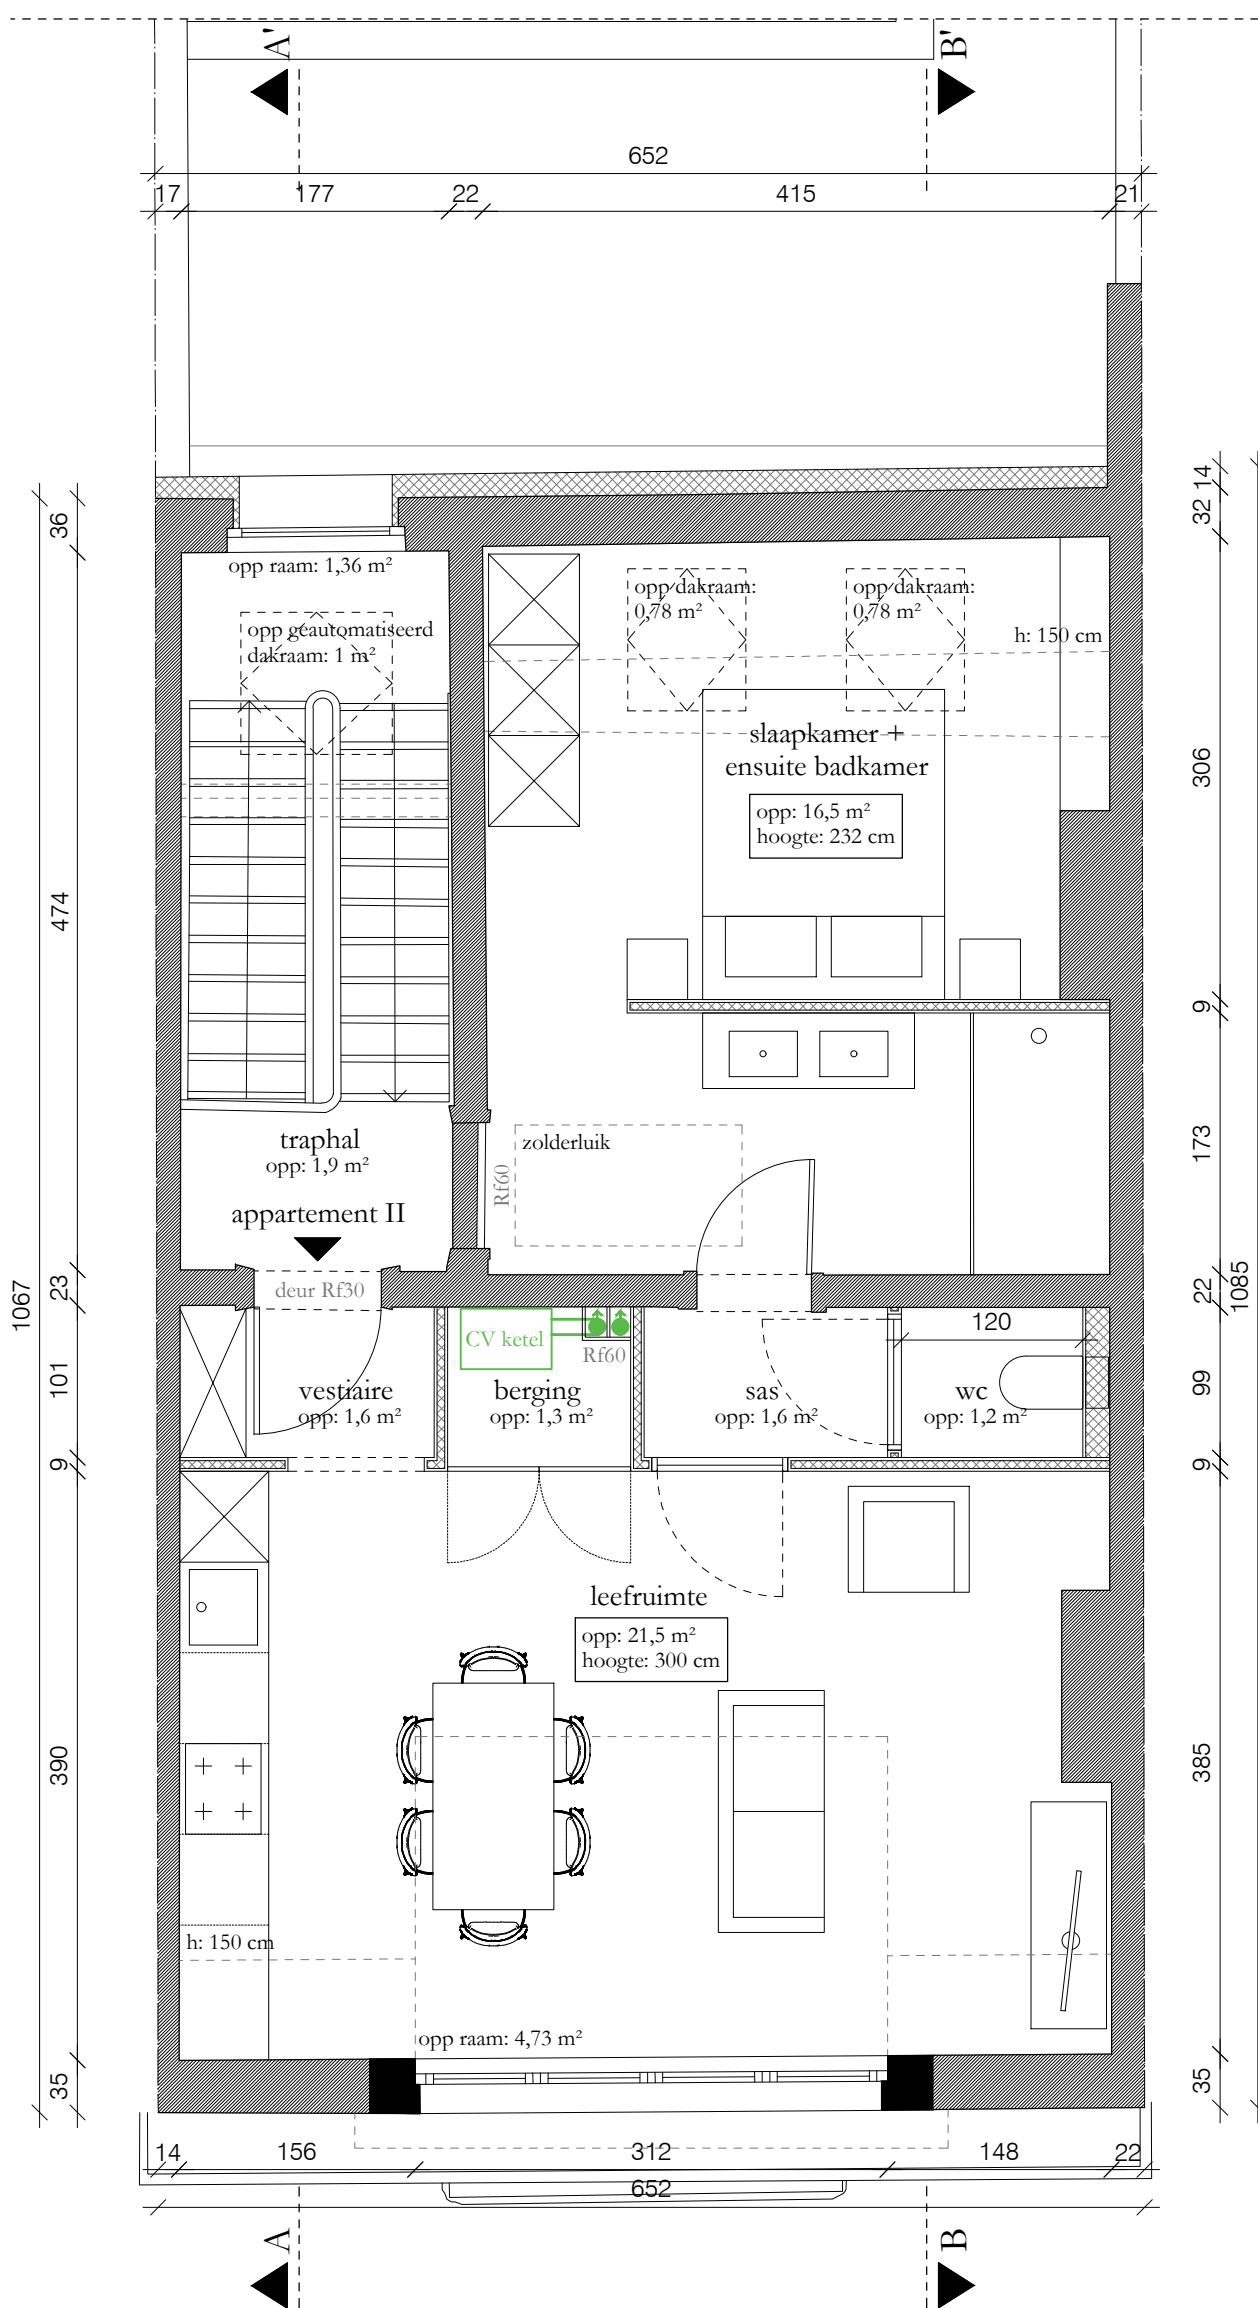 A'
B'
652
17
177
22
415
21
14
32
36
opp raam: 1,36 m²
opp dakraam:
0,78 m²
opp dakraam:
0,78 m²
opp geautomatiseerd
dakraam: 1 m²
h: 150 cm
slaapkamer +
ensuite badkamer
opp: 16,5 m²
hoogte: 232 cm
306
474
9
traphal
opp: 1,9 m²
zolderluik
Rf60
173
appartement II
deur Rf30
23
22
1067
1085
CV ketel
Rf60
120
101
99
vestiaire
opp: 1,6 m²
berging
opp: 1,3 m²
sas
opp: 1,6 m²
wc
opp: 1,2 m²
9
9
leefruimte
opp: 21,5 m²
hoogte: 300 cm
390
385
h: 150 cm
opp raam: 4,73 m²
35
35
14
156
312
148
22
652
A
B